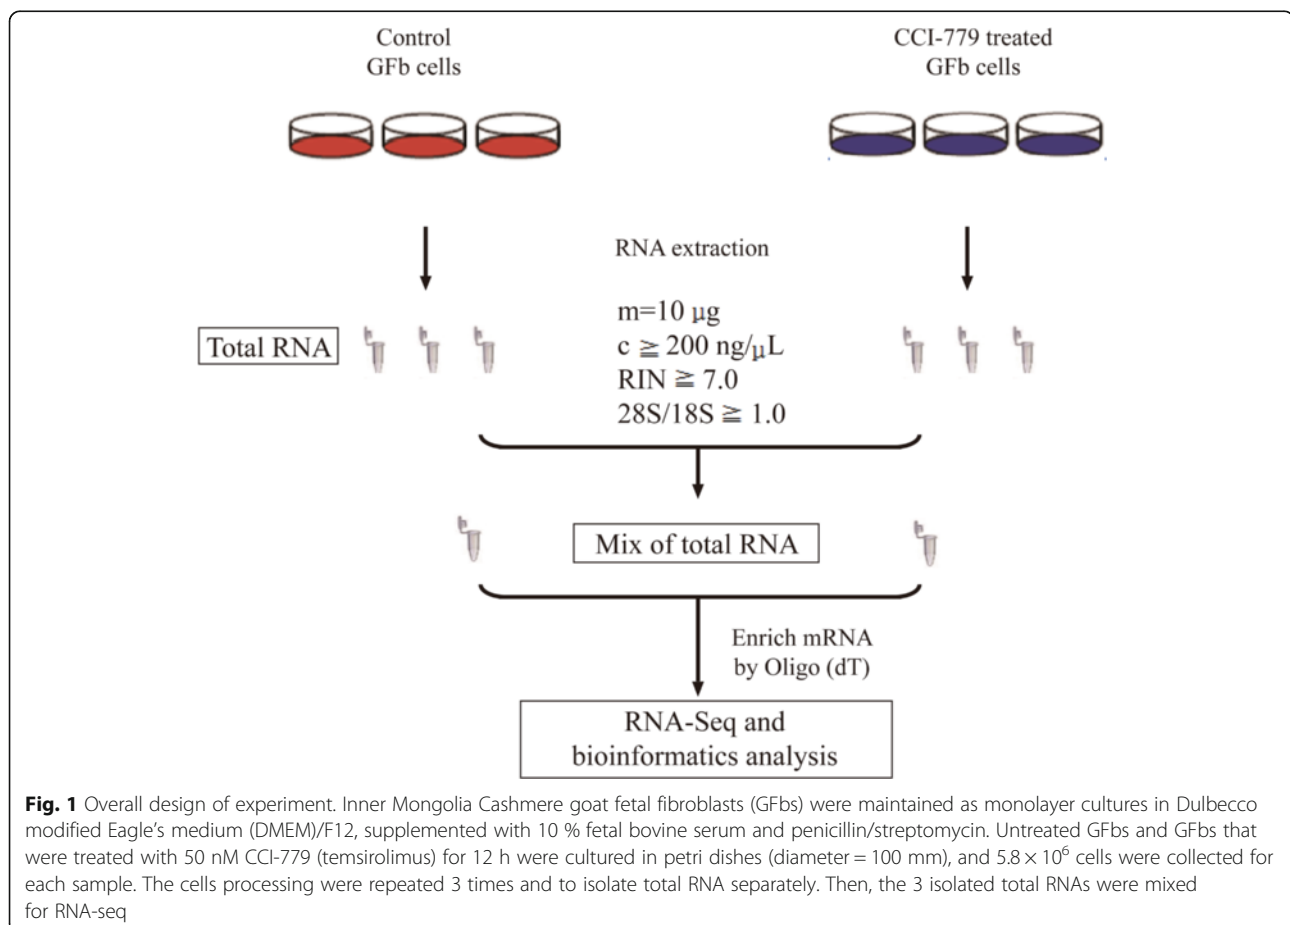 Control
GFb cells
CCI-779 treated
GFb cells
RNA extraction
m=10 μg
c ≧ 200 ng/μL
RIN ≧ 7.0
28S/18S ≧ 1.0
Total RNA
Mix of total RNA
Enrich mRNA
by Oligo (dT)
RNA-Seq and
bioinformatics analysis
Fig. 1 Overall design of experiment. Inner Mongolia Cashmere goat fetal fibroblasts (GFbs) were maintained as monolayer cultures in Dulbecco
modified Eagle's medium (DMEM)/F12, supplemented with 10 % fetal bovine serum and penicillin/streptomycin. Untreated GFbs and GFbs that
were treated with 50 nM CCI-779 (temsirolimus) for 12 h were cultured in petri dishes (diameter = 100 mm), and 5.8 × 10⁶ cells were collected for
each sample. The cells processing were repeated 3 times and to isolate total RNA separately. Then, the 3 isolated total RNAs were mixed
for RNA-seq